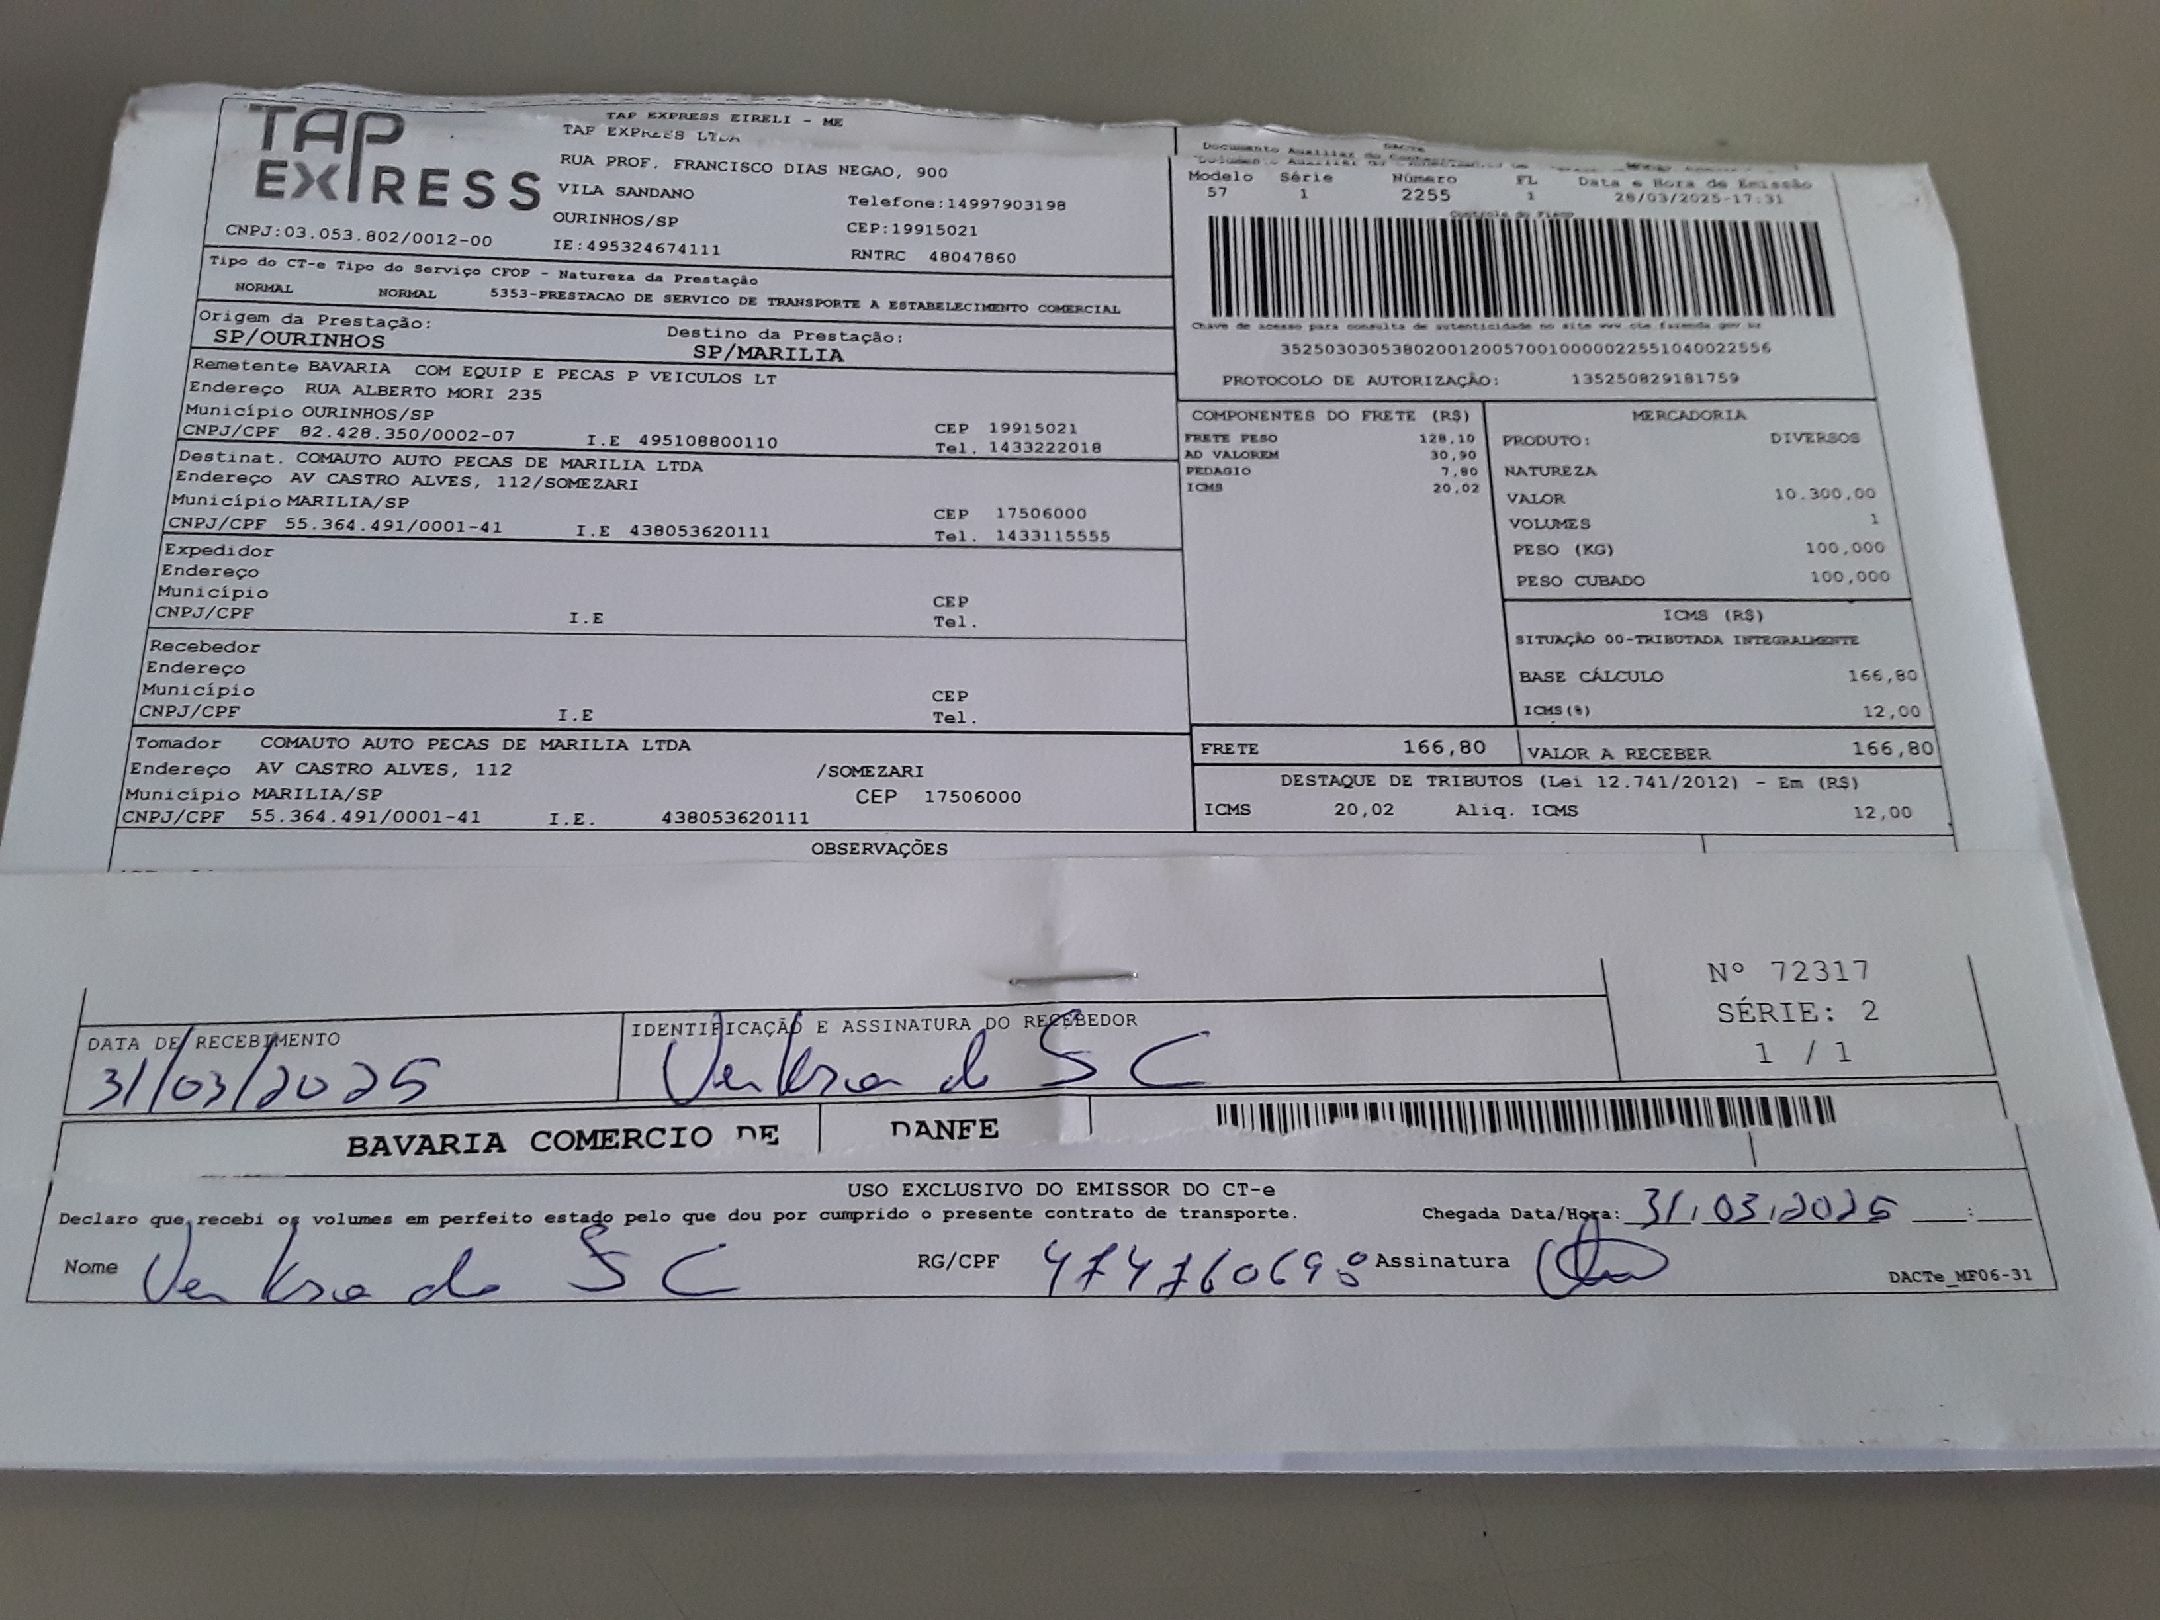 TAP
EXPRESS
TAP EXPRESS EIRELI - ME
TAP EXPRESS LTDA
RUA PROF. FRANCISCO DIAS NEGAO, 900
VILA SANDANO
Telefone:14997903198
OURINHOS/SP
CEP:19915021
CNPJ:03.053.802/0012-00
IE:495324674111
RNTRC 48047860
DACTE
Documento Auxiliar do
Modelo Série Número FL Data e Hora de Emissão
57 1 2255 1 28/03/2025-17:31
Controle do Fisco
Chave de acesso para consulta de autenticidade no site www.cte.fazenda.gov.br
35250303053802001200570010000022551040022556
PROTOCOLO DE AUTORIZAÇÃO: 135250829181759
Tipo do CT-e Tipo do Serviço CFOP - Natureza da Prestação
NORMAL NORMAL 5353-PRESTACAO DE SERVICO DE TRANSPORTE A ESTABELECIMENTO COMERCIAL
Origem da Prestação: Destino da Prestação:
SP/OURINHOS SP/MARILIA
Remetente BAVARIA COM EQUIP E PECAS P VEICULOS LT
Endereço RUA ALBERTO MORI 235
Município OURINHOS/SP CEP 19915021
CNPJ/CPF 82.428.350/0002-07 I.E 495108800110 Tel. 1433222018
Destinat. COMAUTO AUTO PECAS DE MARILIA LTDA
Endereço AV CASTRO ALVES, 112/SOMEZARI
Município MARILIA/SP CEP 17506000
CNPJ/CPF 55.364.491/0001-41 I.E 438053620111 Tel. 1433115555
Expedidor
Endereço
Município CEP
CNPJ/CPF I.E Tel.
Recebedor
Endereço
Município CEP
CNPJ/CPF I.E Tel.
Tomador COMAUTO AUTO PECAS DE MARILIA LTDA
Endereço AV CASTRO ALVES, 112 /SOMEZARI
Município MARILIA/SP CEP 17506000
CNPJ/CPF 55.364.491/0001-41 I.E. 438053620111
COMPONENTES DO FRETE (R$)
FRETE PESO 128,10
AD VALOREM 30,90
PEDAGIO 7,80
ICMS 20,02
MERCADORIA
PRODUTO: DIVERSOS
NATUREZA
VALOR 10.300,00
VOLUMES 1
PESO (KG) 100,000
PESO CUBADO 100,000
ICMS (R$)
SITUAÇÃO 00-TRIBUTADA INTEGRALMENTE
BASE CÁLCULO 166,80
ICMS(%) 12,00
FRETE 166,80 VALOR A RECEBER 166,80
DESTAQUE DE TRIBUTOS (Lei 12.741/2012) - Em (R$)
ICMS 20,02 Aliq. ICMS 12,00
OBSERVAÇÕES
Nº 72317
SÉRIE: 2
1 / 1
DATA DE RECEBIMENTO IDENTIFICAÇÃO E ASSINATURA DO RECEBEDOR
31/03/2025 S C
BAVARIA COMERCIO DE DANFE
USO EXCLUSIVO DO EMISSOR DO CT-e
Declaro que recebi os volumes em perfeito estado pelo que dou por cumprido o presente contrato de transporte. Chegada Data/Hora: 31/03/2025 :
Nome S C RG/CPF Assinatura
DACTe_MF06-31